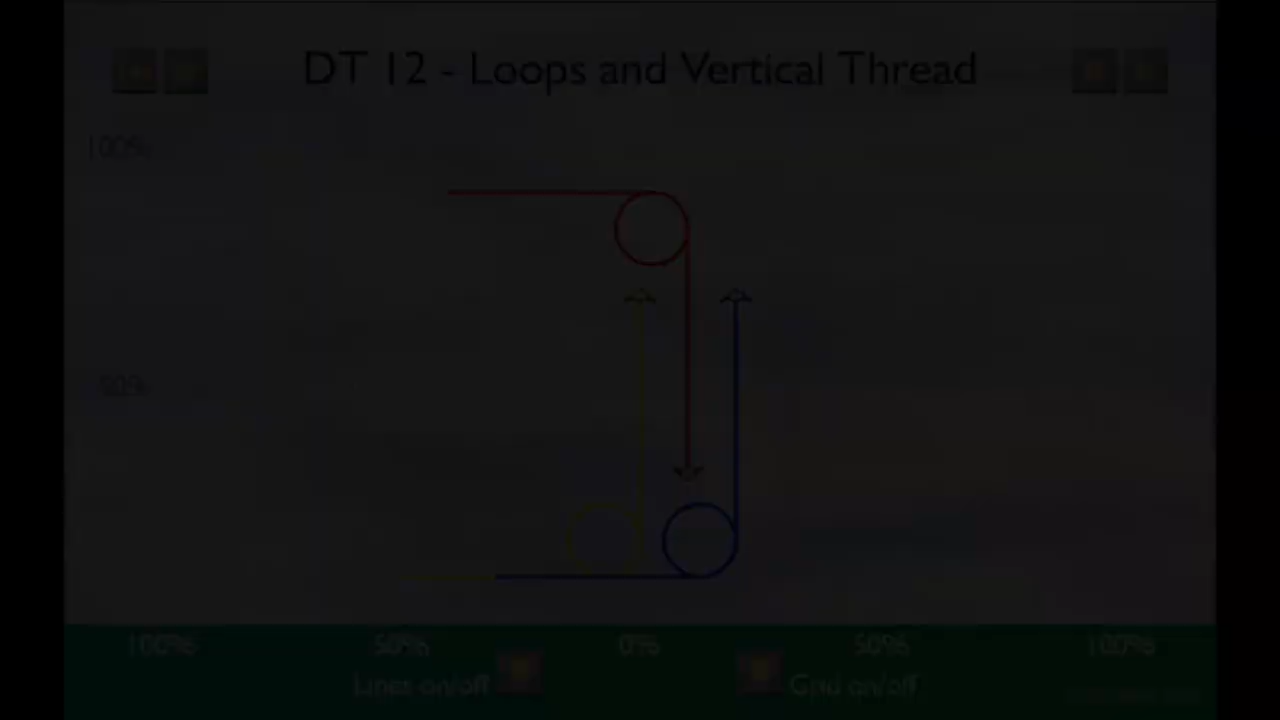 DT 12 - Loops and Vertical Thread
100%
50%
100% 50% 0% 50% 100%
Lines on/off Grid on/off